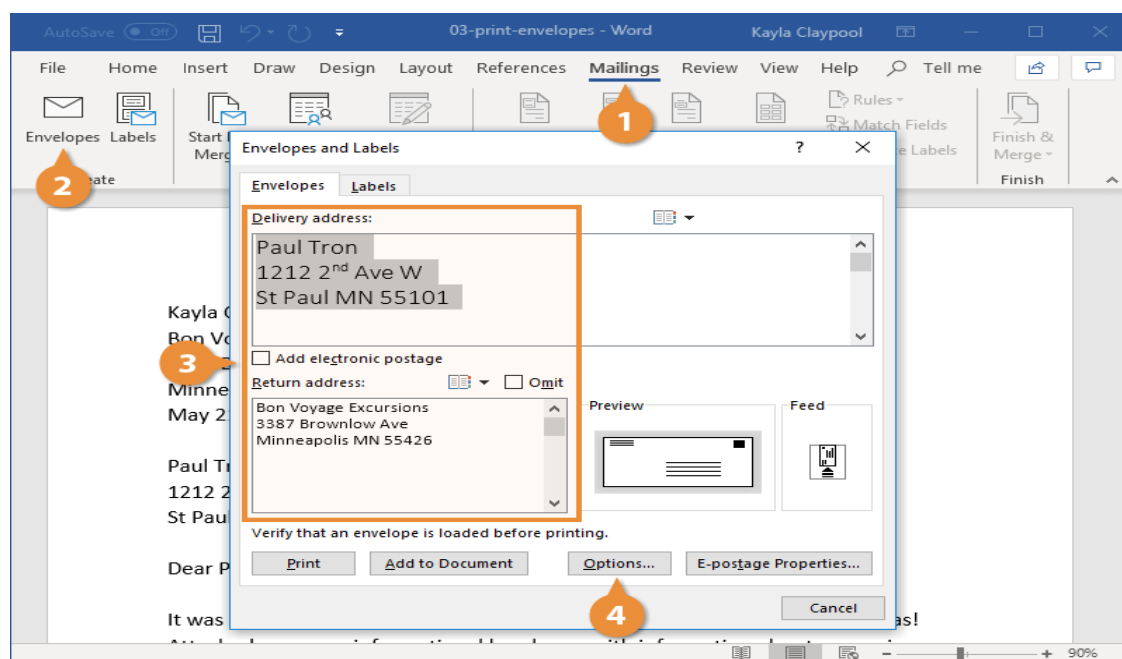 AutoSave Off 03-print-envelopes - Word Kayla Claypool
File Home Insert Draw Design Layout References Mailings Review View Help Tell me
1
Envelopes Labels Start
Merg
Rules
Match Fields
Labels
Finish &
Merge
2
ate
Finish
Envelopes and Labels ?
Envelopes Labels
Delivery address:
Paul Tron
1212 2nd Ave W
St Paul MN 55101
Add electronic postage
3
Return address: Omit
Bon Voyage Excursions
3387 Brownlow Ave
Minneapolis MN 55426
Preview
Feed
Verify that an envelope is loaded before printing.
Print Add to Document Options... E-postage Properties...
4
Cancel
Kayla
Bon Vo
Minne
May 2
Paul Tr
1212 2
St Paul
Dear P
It was as!
90%